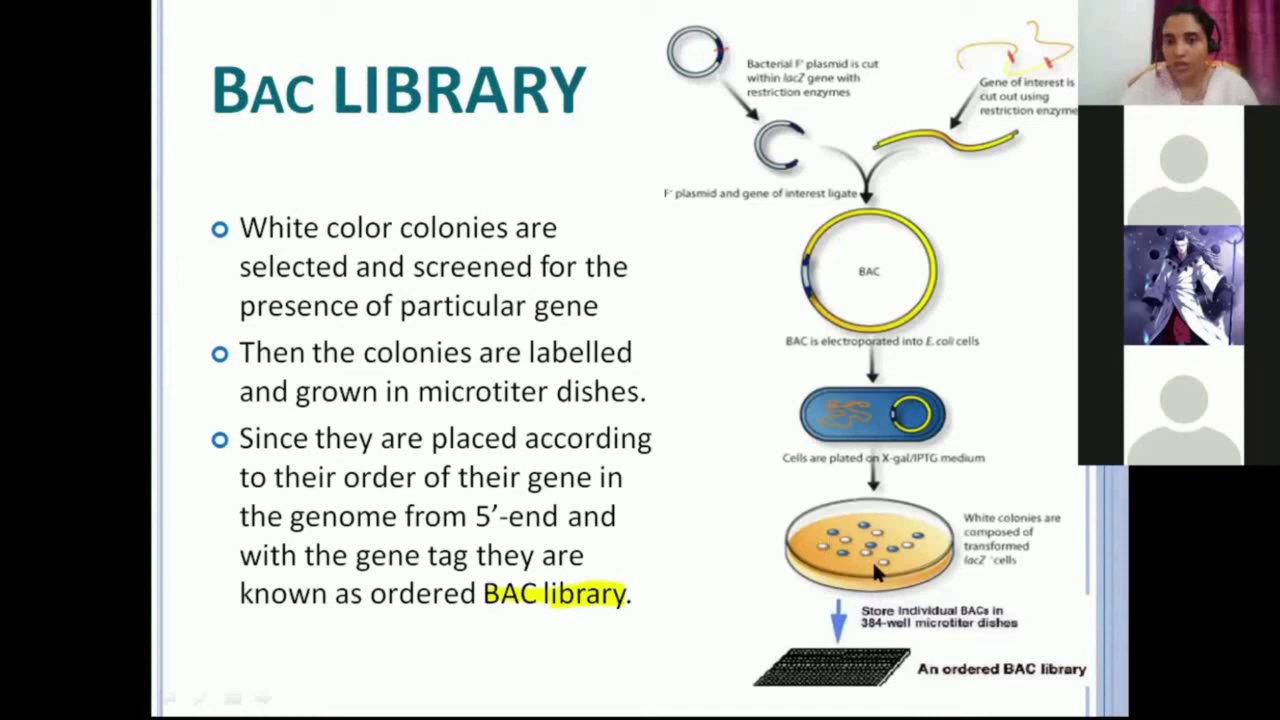 BAC LIBRARY
White color colonies are
selected and screened for the
presence of particular gene
Then the colonies are labelled
and grown in microtiter dishes.
Since they are placed according
to their order of their gene in
the genome from 5’-end and
with the gene tag they are
known as ordered BAC library.
Bacterial F' plasmid is cut
within lacZ gene with
restriction enzymes
Gene of interest is
cut out using
restriction enzyme
F' plasmid and gene of interest ligate
BAC
BAC is electroporated into E. coli cells
Cells are plated on X-gal/IPTG medium
White colonies are
composed of
transformed
lacZ⁻ cells
Store Individual BACs in
384-well microtiter dishes
An ordered BAC library